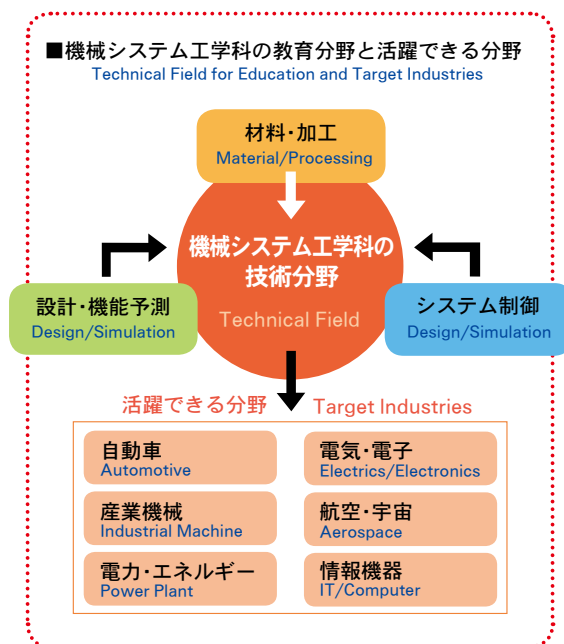 ■機械システム工学科の教育分野と活躍できる分野
Technical Field for Education and Target Industries
材料・加工
Material/Processing
機械システム工学科の
技術分野
Technical Field
設計・機能予測
Design/Simulation
システム制御
Design/Simulation
活躍できる分野 Target Industries
自動車
Automotive
電気・電子
Electrics/Electronics
産業機械
Industrial Machine
航空・宇宙
Aerospace
電力・エネルギー
Power Plant
情報機器
IT/Computer